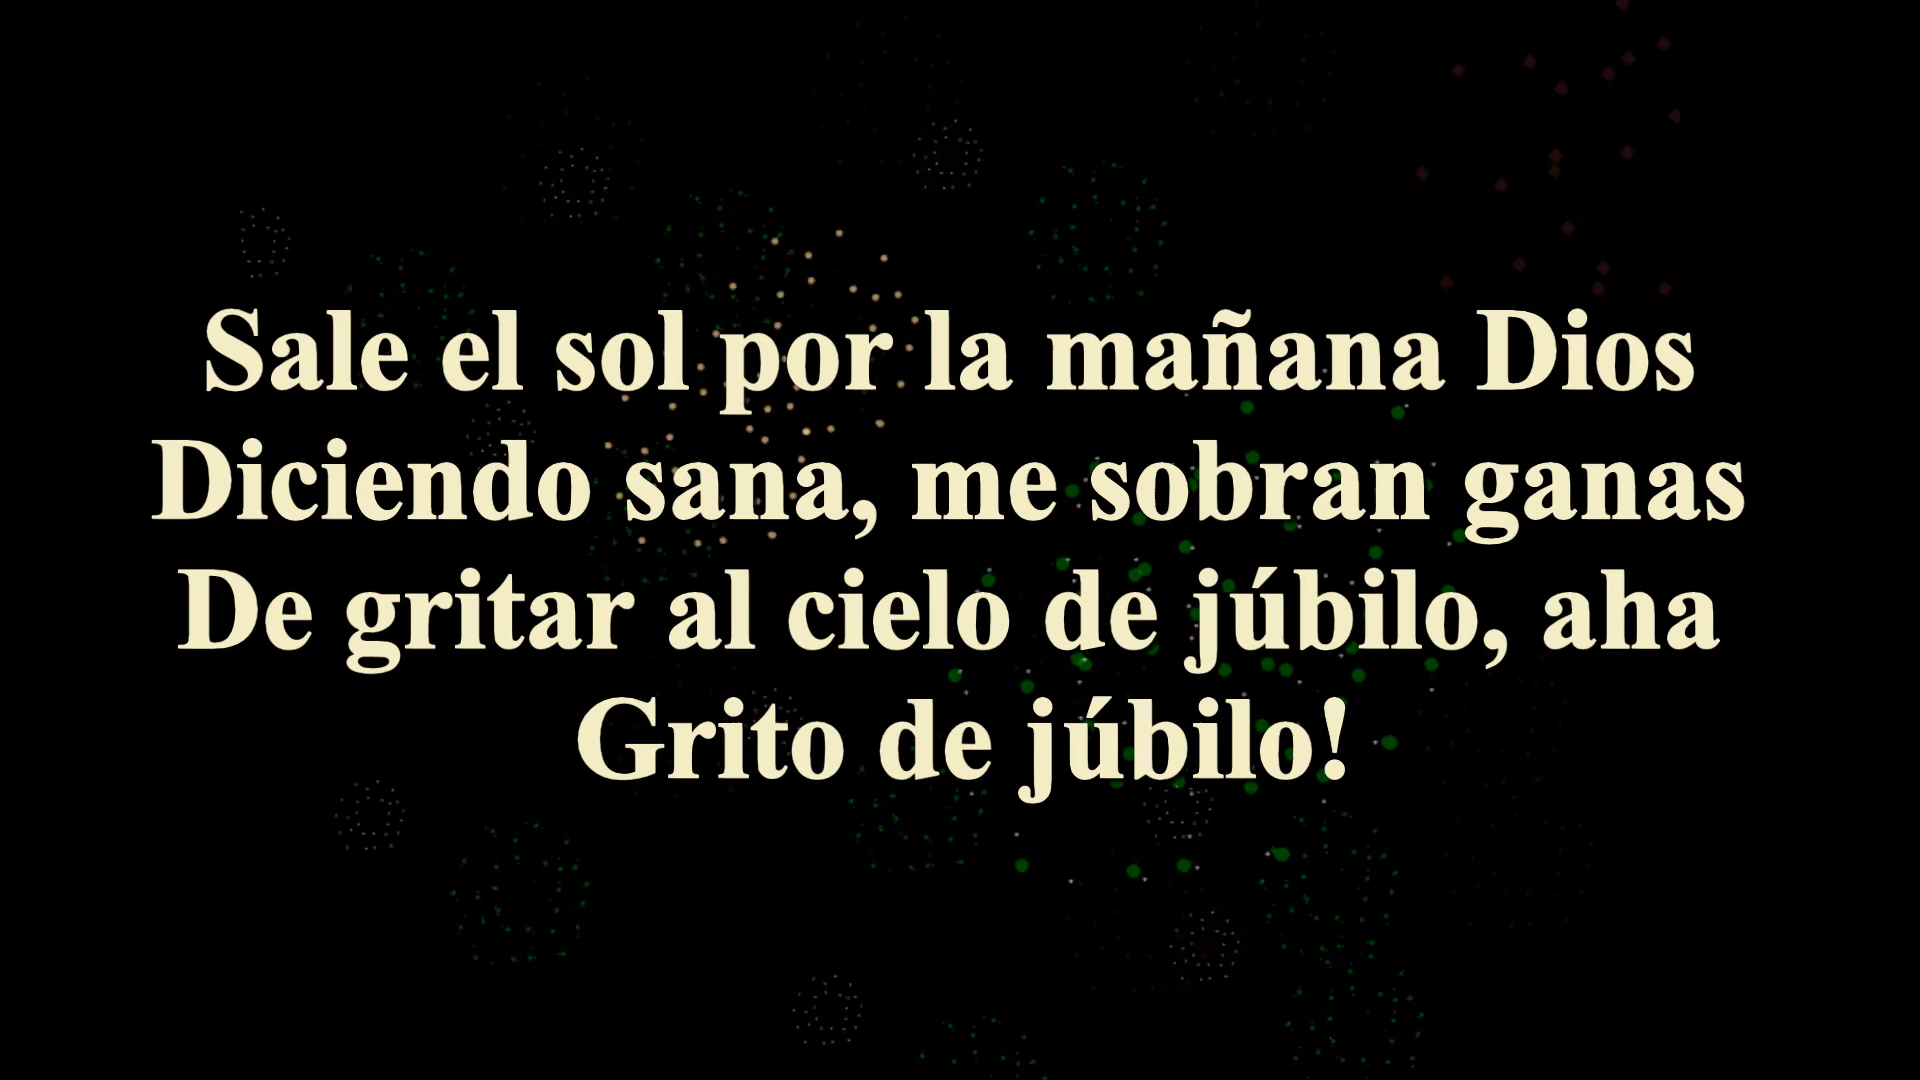 Sale el sol por la mañana Dios
Diciendo sana, me sobran ganas
De gritar al cielo de júbilo, aha
Grito de júbilo!